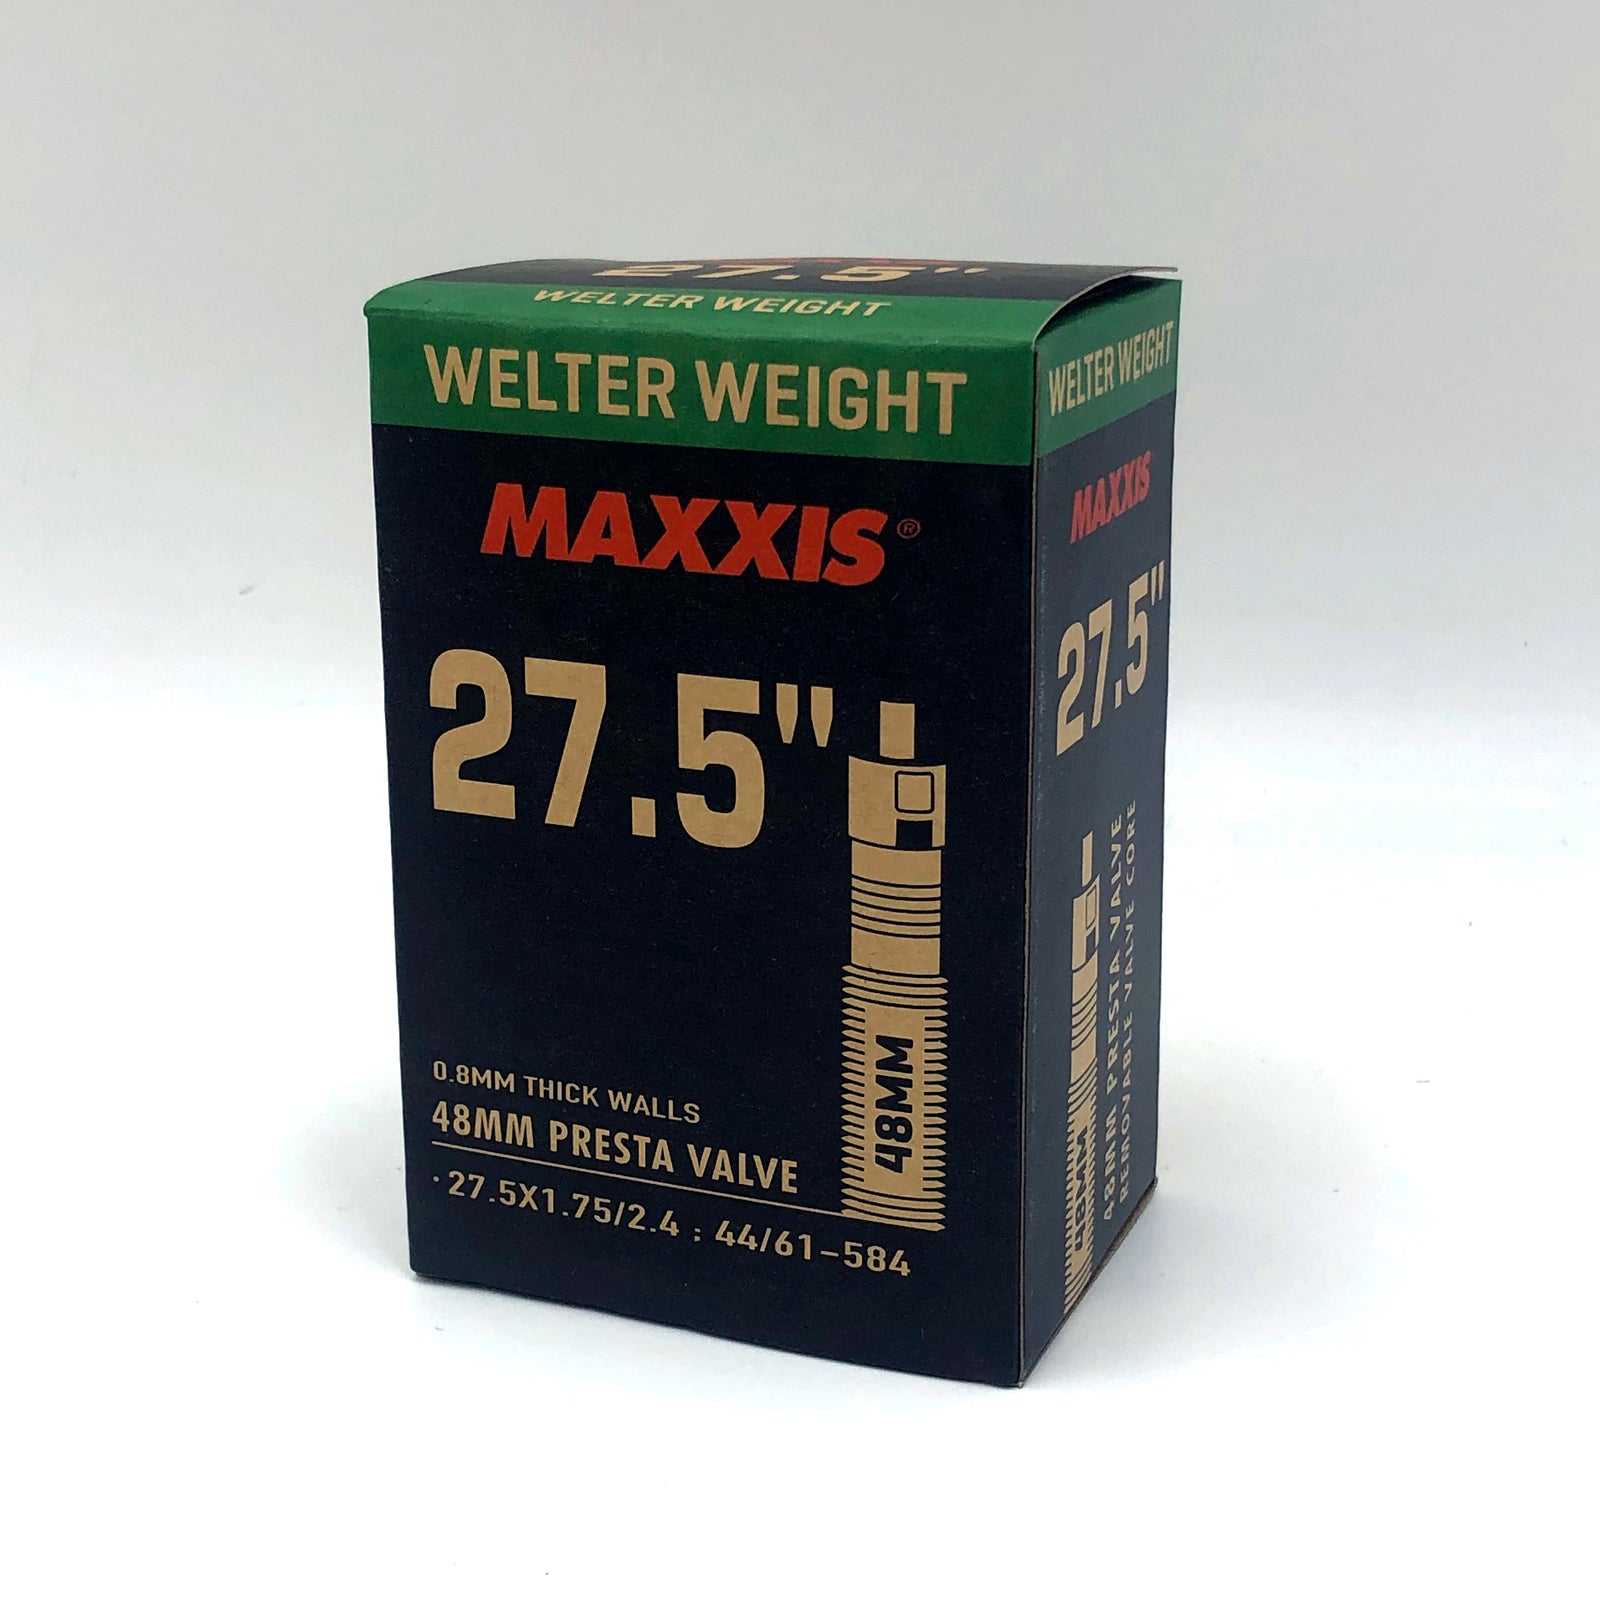 27.5"
WELTER WEIGHT
WELTER WEIGHT
MAXXIS®
27.5"
48MM
0.8MM THICK WALLS
48MM PRESTA VALVE
·27.5X1.75/2.4 ; 44/61-584
WELTER WEIGHT
MAXXIS
27.5"
48MM
48MM PRESTA VALVE
REMOVABLE VALVE CORE